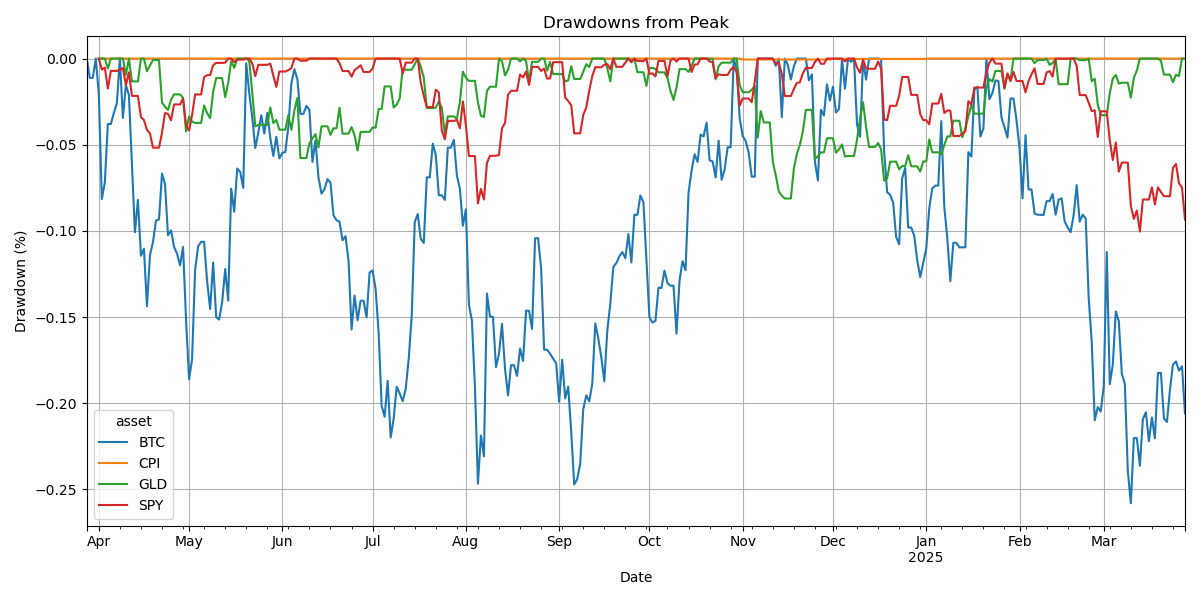 Drawdowns from Peak
Drawdown (%)
0.00
−0.05
−0.10
−0.15
−0.20
−0.25
asset
BTC
CPI
GLD
SPY
Apr May Jun Jul Aug Sep Oct Nov Dec Jan Feb Mar
2025
Date